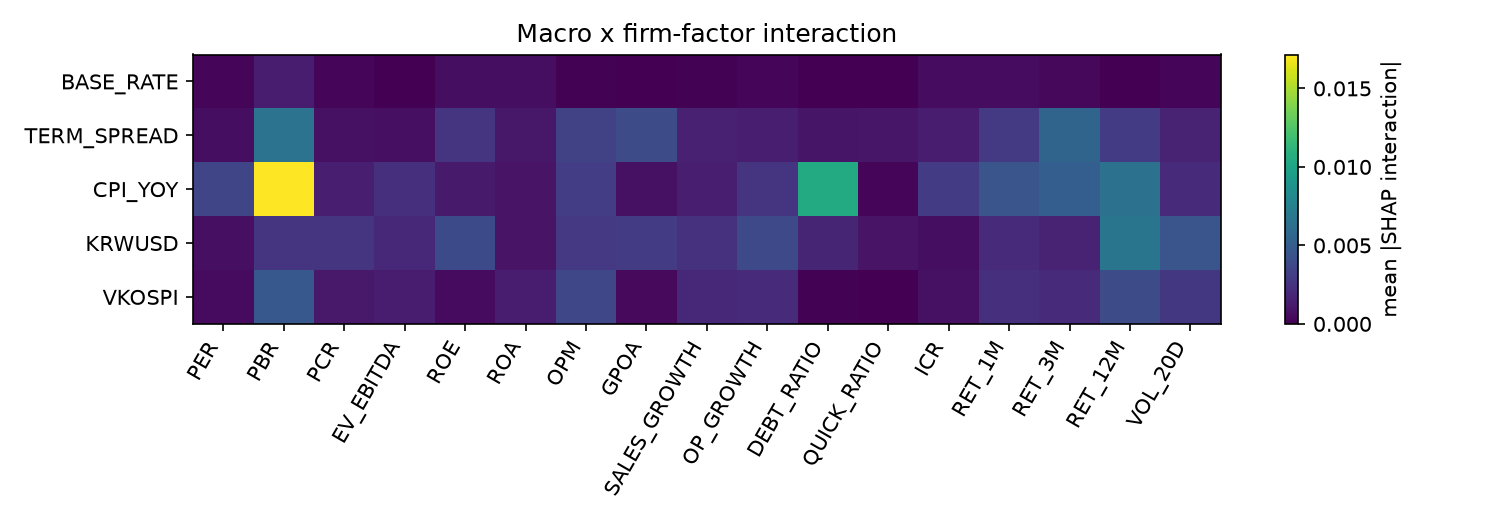 Macro x firm-factor interaction
BASE_RATE
TERM_SPREAD
CPI_YOY
KRWUSD
VKOSPI
PER
PBR
PCR
EV_EBITDA
ROE
ROA
OPM
GPOA
SALES_GROWTH
OP_GROWTH
DEBT_RATIO
QUICK_RATIO
ICR
RET_1M
RET_3M
RET_12M
VOL_20D
0.015
0.010
0.005
0.000
mean |SHAP interaction|